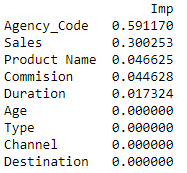 Imp
Agency_Code 0.591170
Sales 0.300253
Product Name 0.046625
Commision 0.044628
Duration 0.017324
Age 0.000000
Type 0.000000
Channel 0.000000
Destination 0.000000